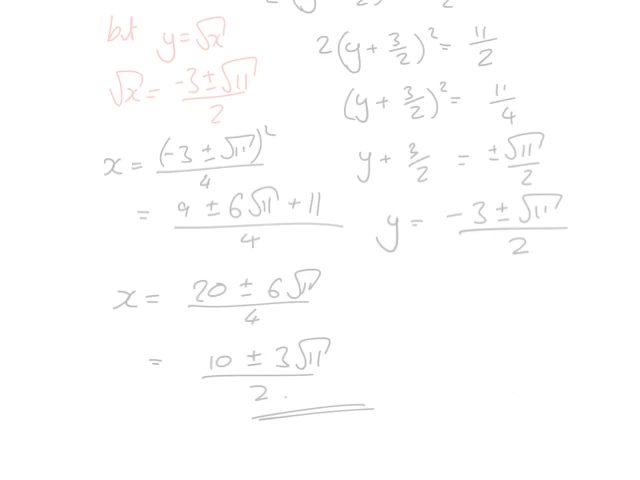 but y = √x
√x = (-3 ± √11)/2
x = (-3 ± √11)²/4
= (9 ± 6√11 + 11)/4
x = (20 ± 6√11)/4
= (10 ± 3√11)/2
2(y + 3/2)² = 11/2
(y + 3/2)² = 11/4
y + 3/2 = ±√11/2
y = (-3 ± √11)/2